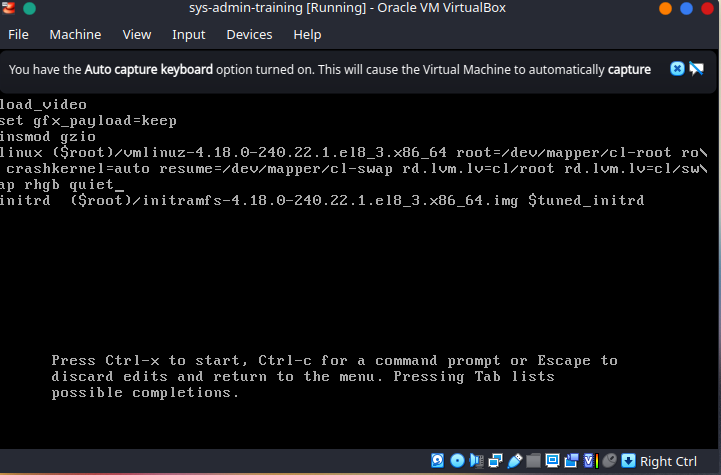 sys-admin-training [Running] - Oracle VM VirtualBox
File Machine View Input Devices Help
You have the Auto capture keyboard option turned on. This will cause the Virtual Machine to automatically capture
load_video
set gfx_payload=keep
insmod gzio
linux ($root)/vmlinuz-4.18.0-240.22.1.el8_3.x86_64 root=/dev/mapper/cl-root ro\
crashkernel=auto resume=/dev/mapper/cl-swap rd.lvm.lv=cl/root rd.lvm.lv=cl/sw\
ap rhgb quiet_
initrd ($root)/initramfs-4.18.0-240.22.1.el8_3.x86_64.img $tuned_initrd
Press Ctrl-x to start, Ctrl-c for a command prompt or Escape to
discard edits and return to the menu. Pressing Tab lists
possible completions.
Right Ctrl